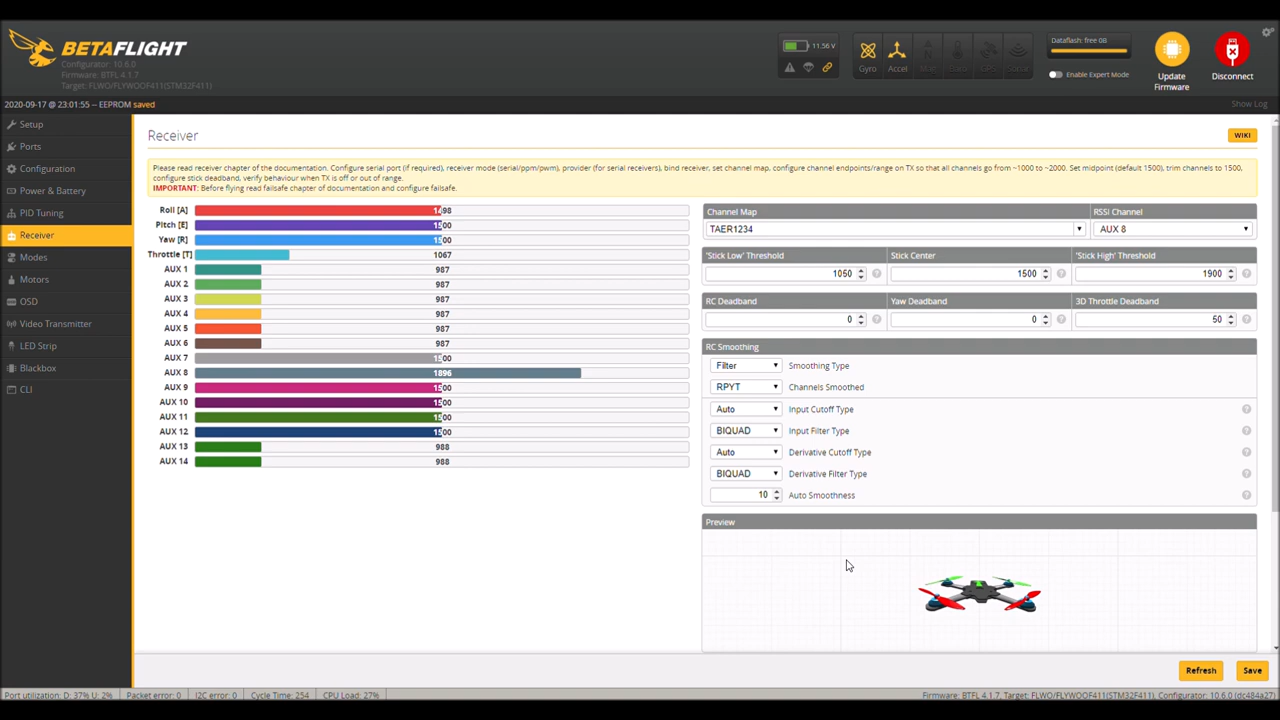 BETAFLIGHT
Configurator: 10.6.0
Firmware: BTFL 4.1.7
Target: FLWO/FLYWOOF411(STM32F411)
11.56 V
Gyro
Accel
Dataflash: free 0B
Enable Expert Mode
Update
Firmware
Disconnect
2020-09-17 @ 23:01:55 -- EEPROM saved
Show Log
Setup
Ports
Configuration
Power & Battery
PID Tuning
Receiver
Modes
Motors
OSD
Video Transmitter
LED Strip
Blackbox
CLI
Receiver
WIKI
Please read receiver chapter of the documentation. Configure serial port (if required), receiver mode (serial/ppm/pwm), provider (for serial receivers), bind receiver, set channel map, configure channel endpoints/range on TX so that all channels go from ~1000 to ~2000. Set midpoint (default 1500), trim channels to 1500,
configure stick deadband, verify behaviour when TX is off or out of range.
IMPORTANT: Before flying read failsafe chapter of documentation and configure failsafe.
Roll [A] 1498
Pitch [E] 1500
Yaw [R] 1500
Throttle [T] 1067
AUX 1 987
AUX 2 987
AUX 3 987
AUX 4 987
AUX 5 987
AUX 6 987
AUX 7 1500
AUX 8 1896
AUX 9 1500
AUX 10 1500
AUX 11 1500
AUX 12 1500
AUX 13 988
AUX 14 988
Channel Map RSSI Channel
TAER1234 AUX 8
'Stick Low' Threshold Stick Center 'Stick High' Threshold
1050 1500 1900
RC Deadband Yaw Deadband 3D Throttle Deadband
0 0 50
RC Smoothing
Filter Smoothing Type
RPYT Channels Smoothed
Auto Input Cutoff Type
BIQUAD Input Filter Type
Auto Derivative Cutoff Type
BIQUAD Derivative Filter Type
10 Auto Smoothness
Preview
Refresh Save
Port utilization: D: 37% U: 2% Packet error: 0 I2C error: 0 Cycle Time: 254 CPU Load: 27% Firmware: BTFL 4.1.7, Target: FLWO/FLYWOOF411(STM32F411), Configurator: 10.6.0 (dc484a27)